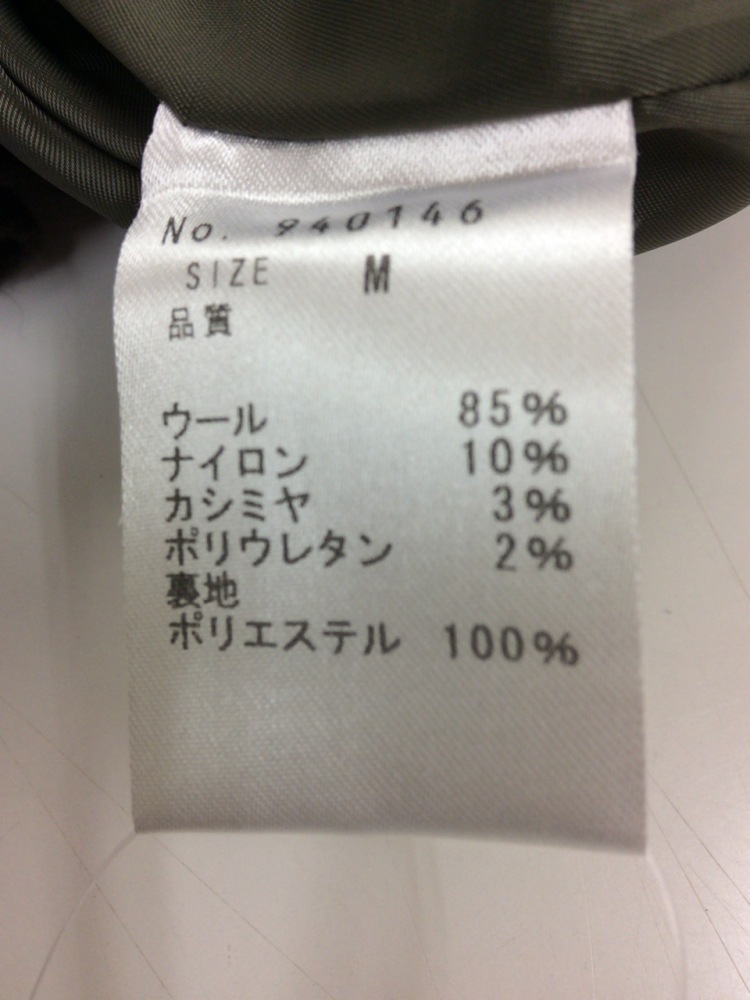 No. 940146
SIZE M
品質
ウール 85%
ナイロン 10%
カシミヤ 3%
ポリウレタン 2%
裏地
ポリエステル 100%